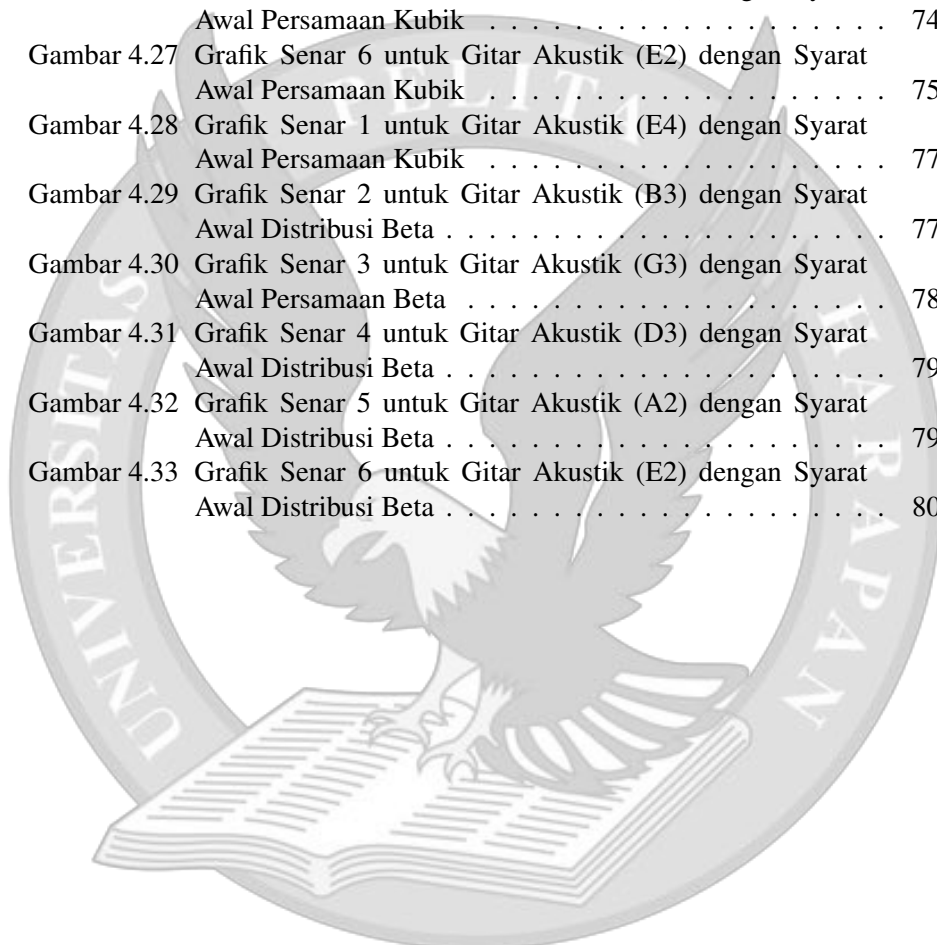 Awal Persamaan Kubik . . . . . . . . . . . . . . . . . . . 74
Gambar 4.27 Grafik Senar 6 untuk Gitar Akustik (E2) dengan Syarat
Awal Persamaan Kubik . . . . . . . . . . . . . . . . . . . 75
Gambar 4.28 Grafik Senar 1 untuk Gitar Akustik (E4) dengan Syarat
Awal Persamaan Kubik . . . . . . . . . . . . . . . . . . . 77
Gambar 4.29 Grafik Senar 2 untuk Gitar Akustik (B3) dengan Syarat
Awal Distribusi Beta . . . . . . . . . . . . . . . . . . . . . 77
Gambar 4.30 Grafik Senar 3 untuk Gitar Akustik (G3) dengan Syarat
Awal Persamaan Beta . . . . . . . . . . . . . . . . . . . . 78
Gambar 4.31 Grafik Senar 4 untuk Gitar Akustik (D3) dengan Syarat
Awal Distribusi Beta . . . . . . . . . . . . . . . . . . . . . 79
Gambar 4.32 Grafik Senar 5 untuk Gitar Akustik (A2) dengan Syarat
Awal Distribusi Beta . . . . . . . . . . . . . . . . . . . . . 79
Gambar 4.33 Grafik Senar 6 untuk Gitar Akustik (E2) dengan Syarat
Awal Distribusi Beta . . . . . . . . . . . . . . . . . . . . . 80
UNIVERSITAS PELITA HARAPAN